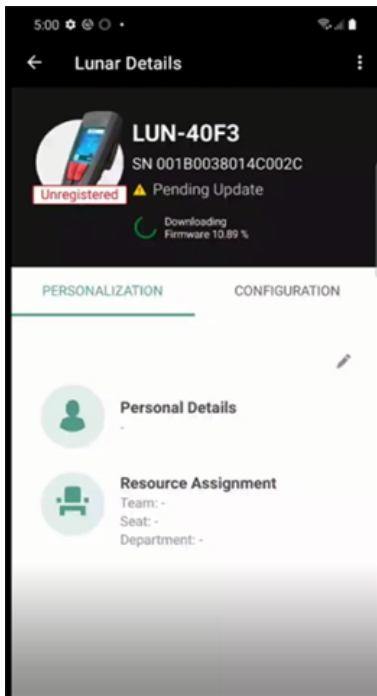 5:00
Lunar Details
LUN-40F3
SN 001B0038014C002C
Unregistered
Pending Update
Downloading
Firmware 10.89 %
PERSONALIZATION
CONFIGURATION
Personal Details
-
Resource Assignment
Team: -
Seat: -
Department: -